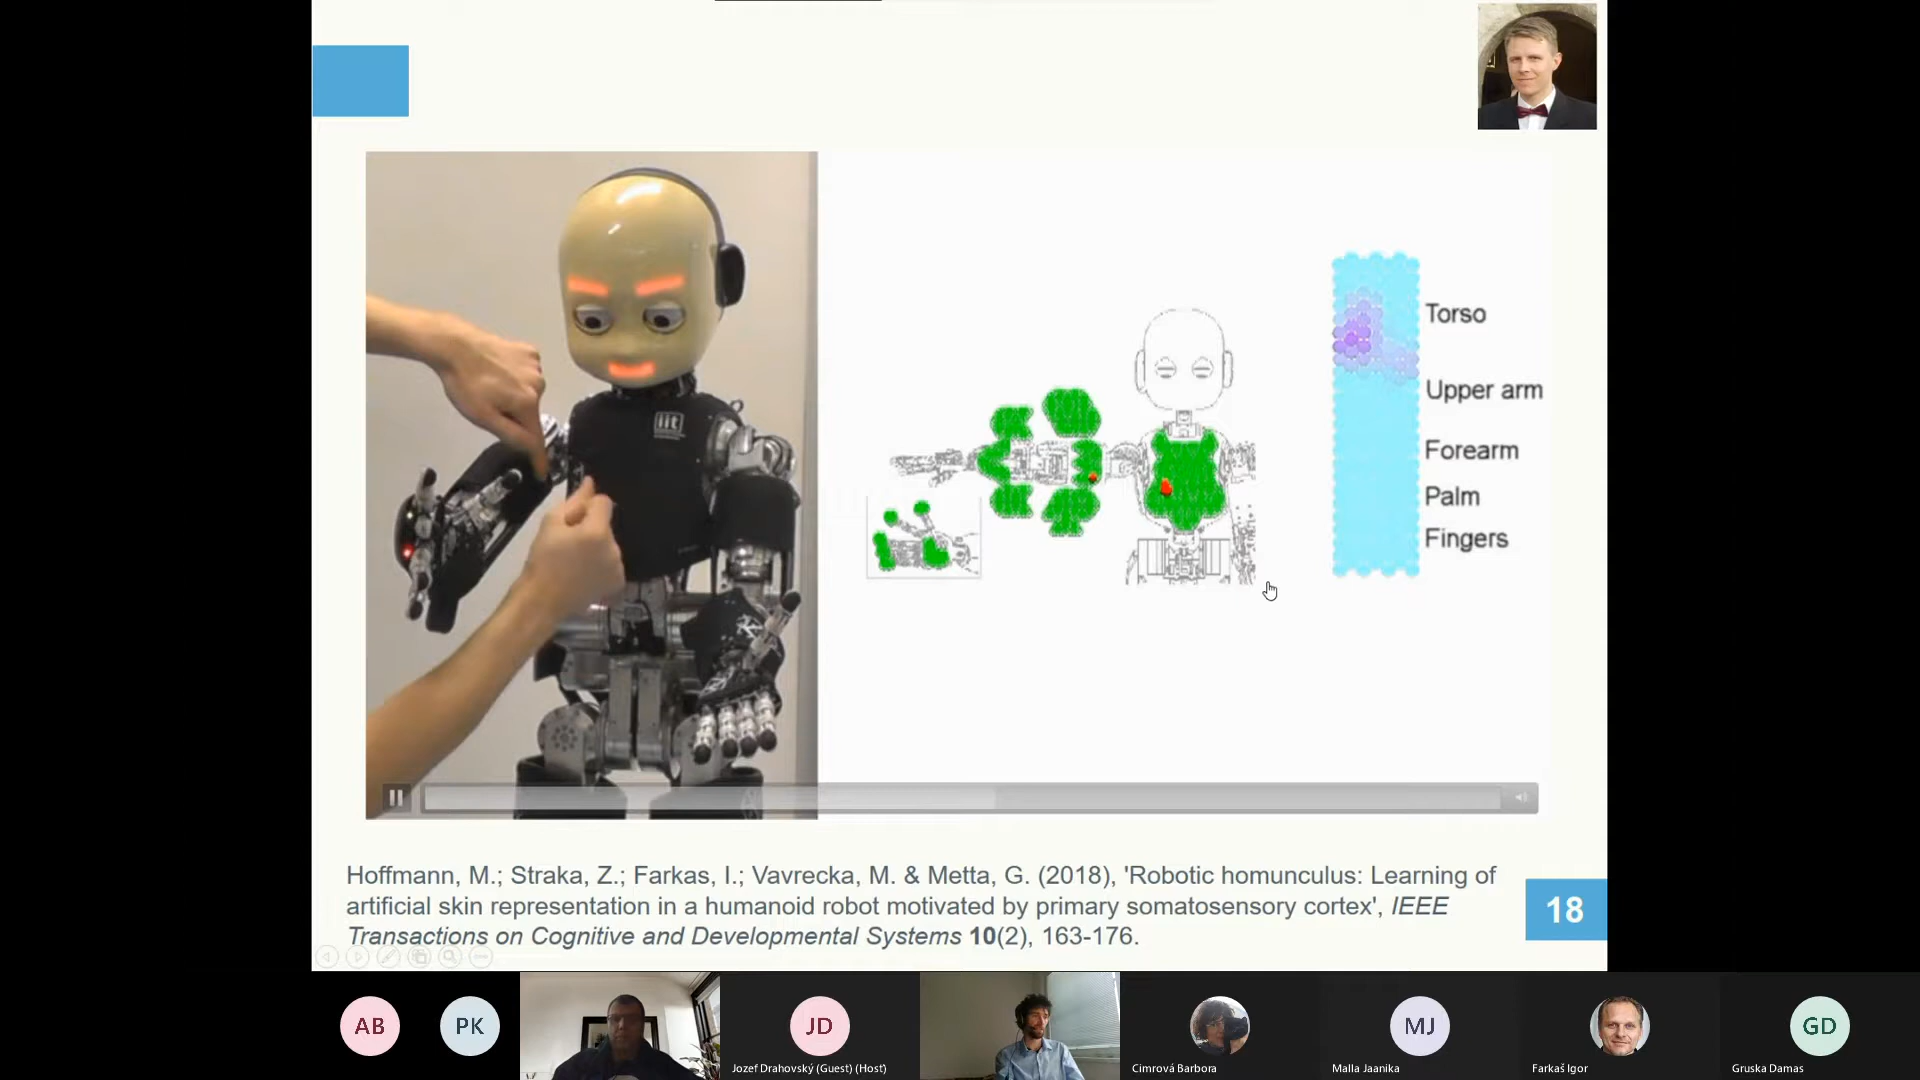 iit
Torso
Upper arm
Forearm
Palm
Fingers
Hoffmann, M.; Straka, Z.; Farkas, I.; Vavrecka, M. & Metta, G. (2018), 'Robotic homunculus: Learning of
artificial skin representation in a humanoid robot motivated by primary somatosensory cortex', IEEE
Transactions on Cognitive and Developmental Systems 10(2), 163-176.
18
AB
PK
JD
MJ
GD
Jozef Drahovský (Guest) (Host)
Cimrová Barbora
Malla Jaanika
Farkaš Igor
Gruska Damas